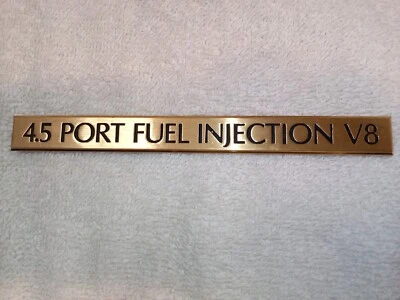 4.5 PORT FUEL INJECTION V8